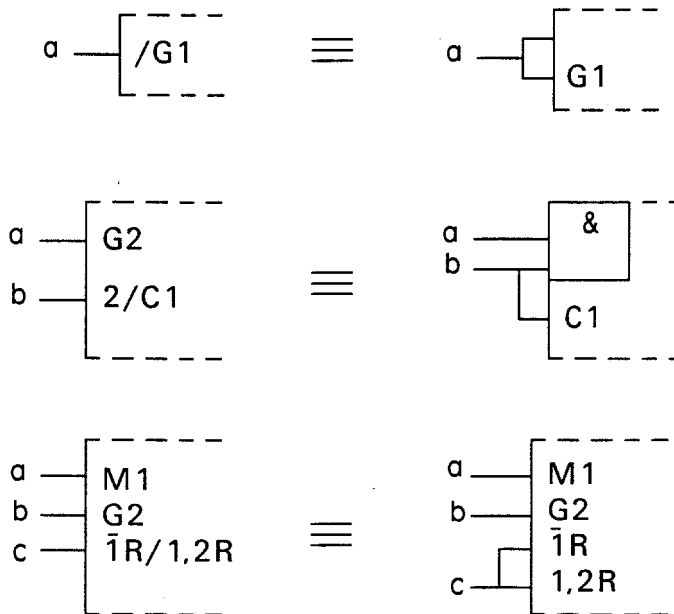 a /G1 ≡ a G1
a G2 a &
b 2/C1 ≡ b C1
a M1 a M1
b G2 b G2
c 1̄R/1,2R ≡ 1̄R
c 1,2R